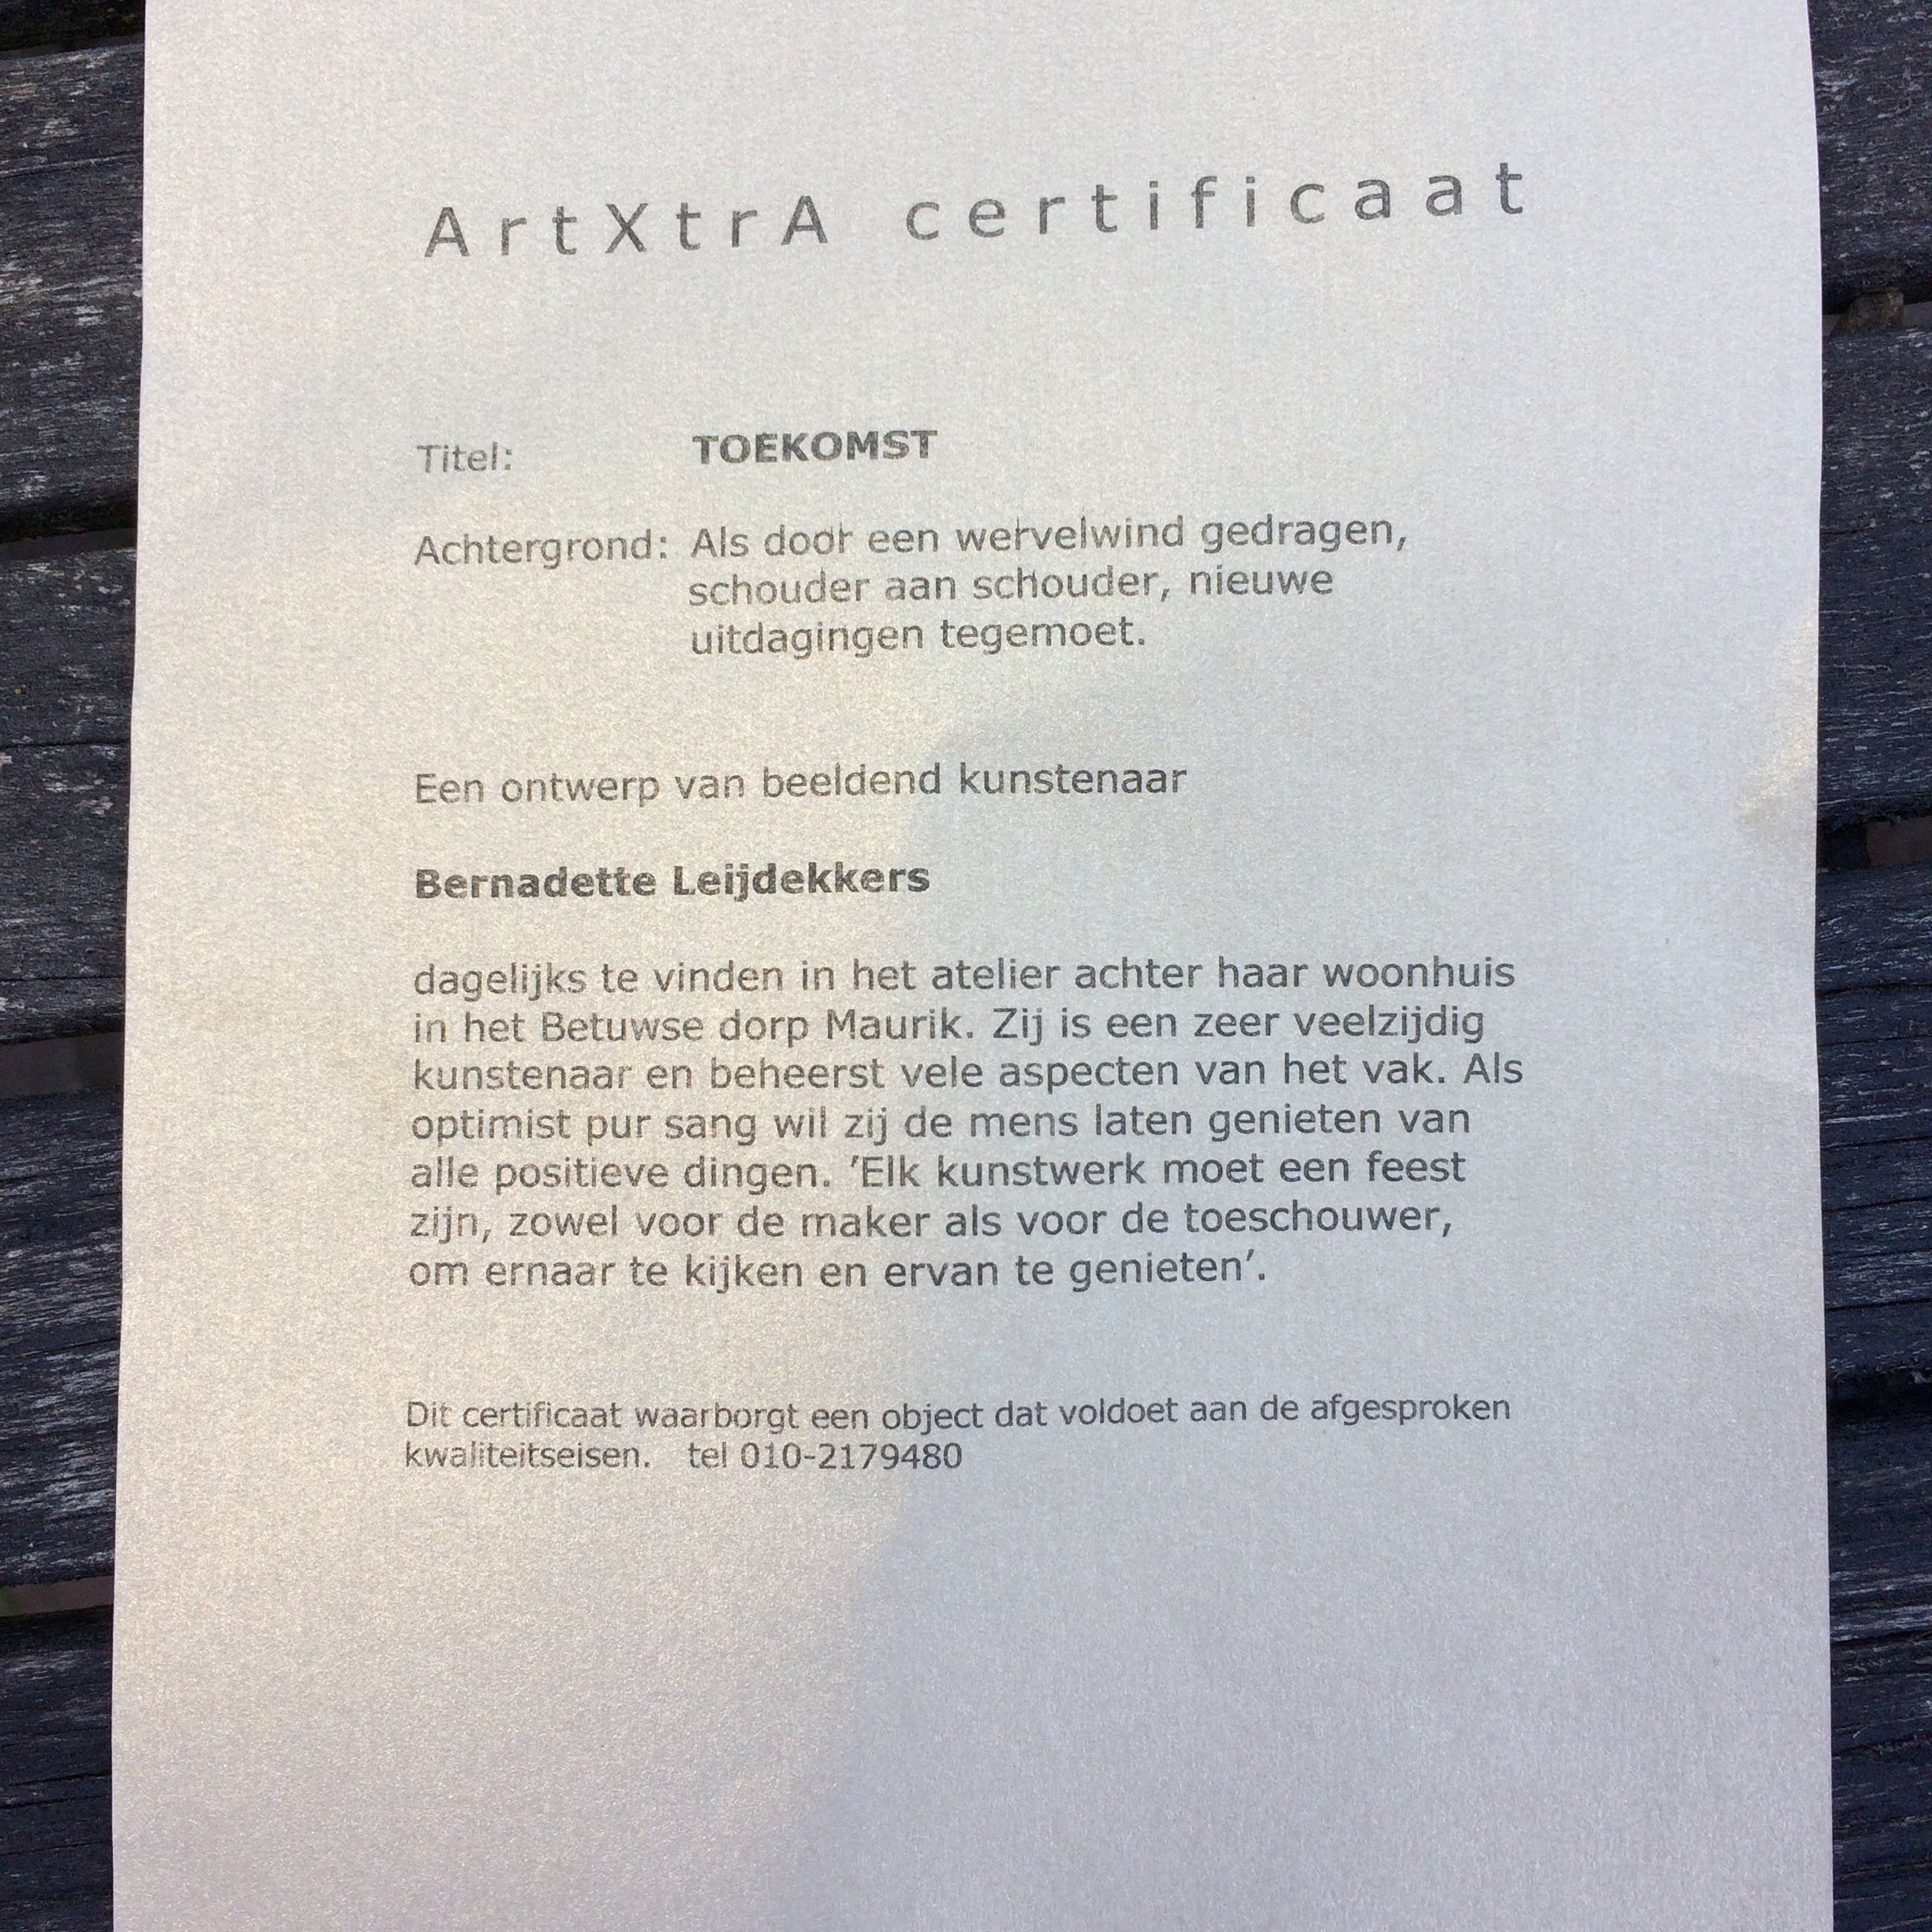 ArtXtrA certificaat
Titel: TOEKOMST
Achtergrond: Als door een wervelwind gedragen,
schouder aan schouder, nieuwe
uitdagingen tegemoet.
Een ontwerp van beeldend kunstenaar
Bernadette Leijdekkers
dagelijks te vinden in het atelier achter haar woonhuis
in het Betuwse dorp Maurik. Zij is een zeer veelzijdig
kunstenaar en beheerst vele aspecten van het vak. Als
optimist pur sang wil zij de mens laten genieten van
alle positieve dingen. ’Elk kunstwerk moet een feest
zijn, zowel voor de maker als voor de toeschouwer,
om ernaar te kijken en ervan te genieten’.
Dit certificaat waarborgt een object dat voldoet aan de afgesproken
kwaliteitseisen. tel 010-2179480